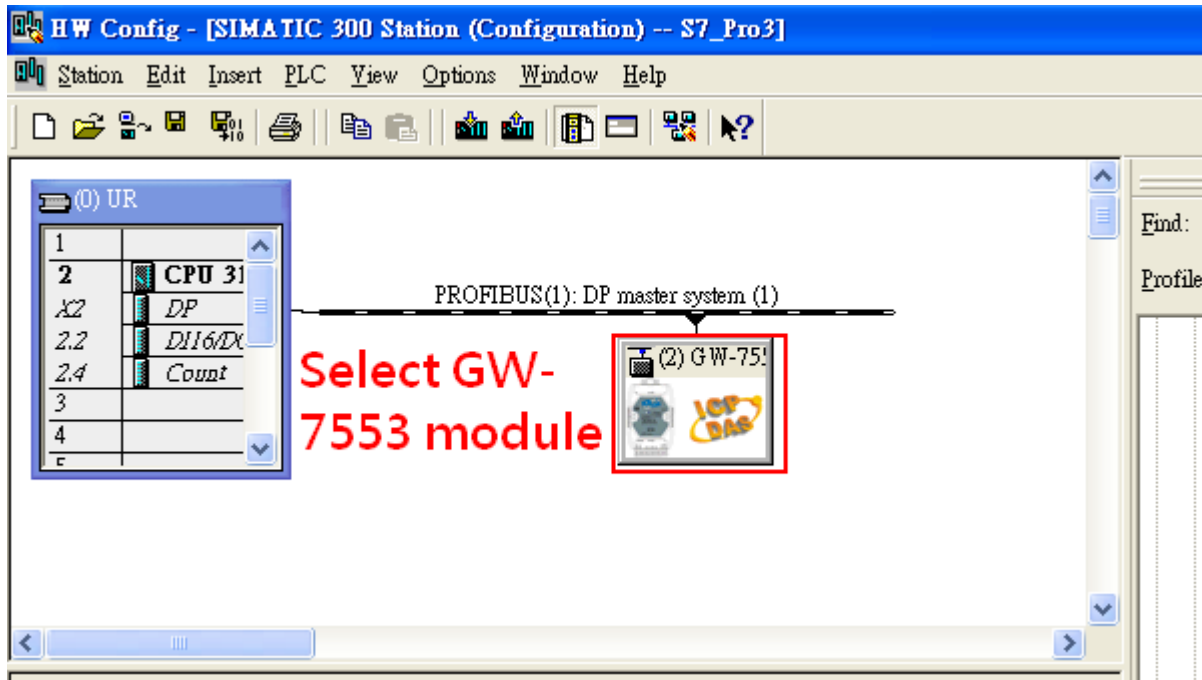 HW Config - [SIMATIC 300 Station (Configuration) -- S7_Pro3]
Station Edit Insert PLC View Options Window Help
(0) UR
1
2 CPU 31
X2 DP
2.2 DI16/DO
2.4 Count
3
4
5
PROFIBUS(1): DP master system (1)
(2) GW-755
ICP
DAS
Select GW-
7553 module
Find:
Profile